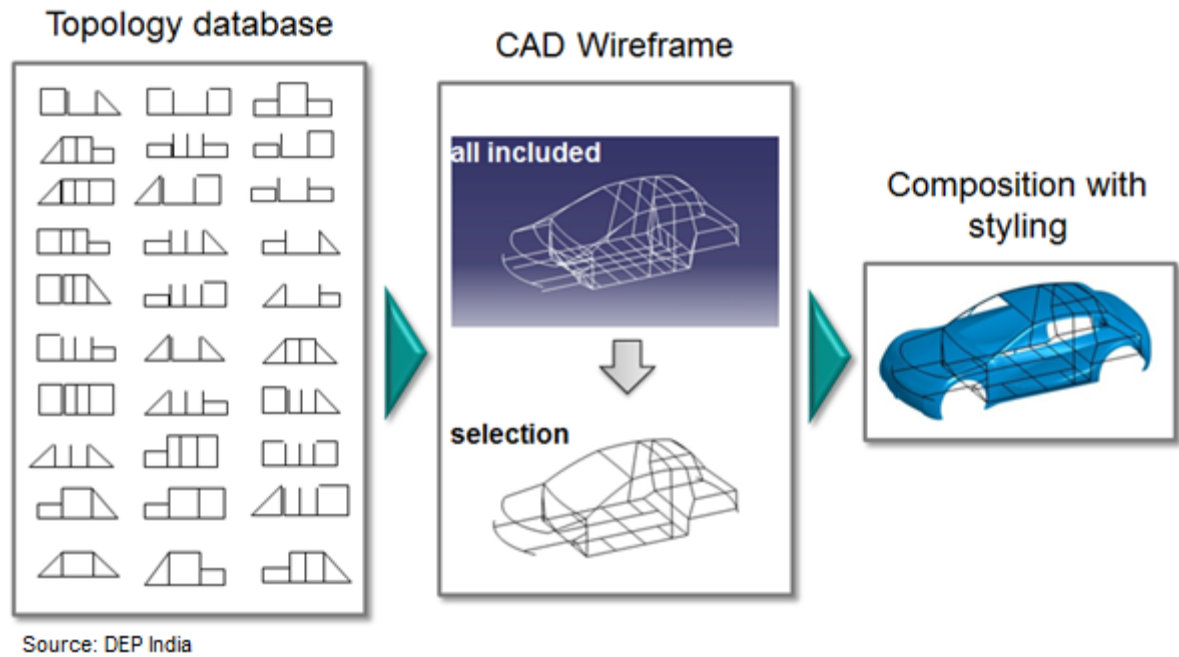 Topology database
CAD Wireframe
all included
selection
Composition with
styling
Source: DEP India